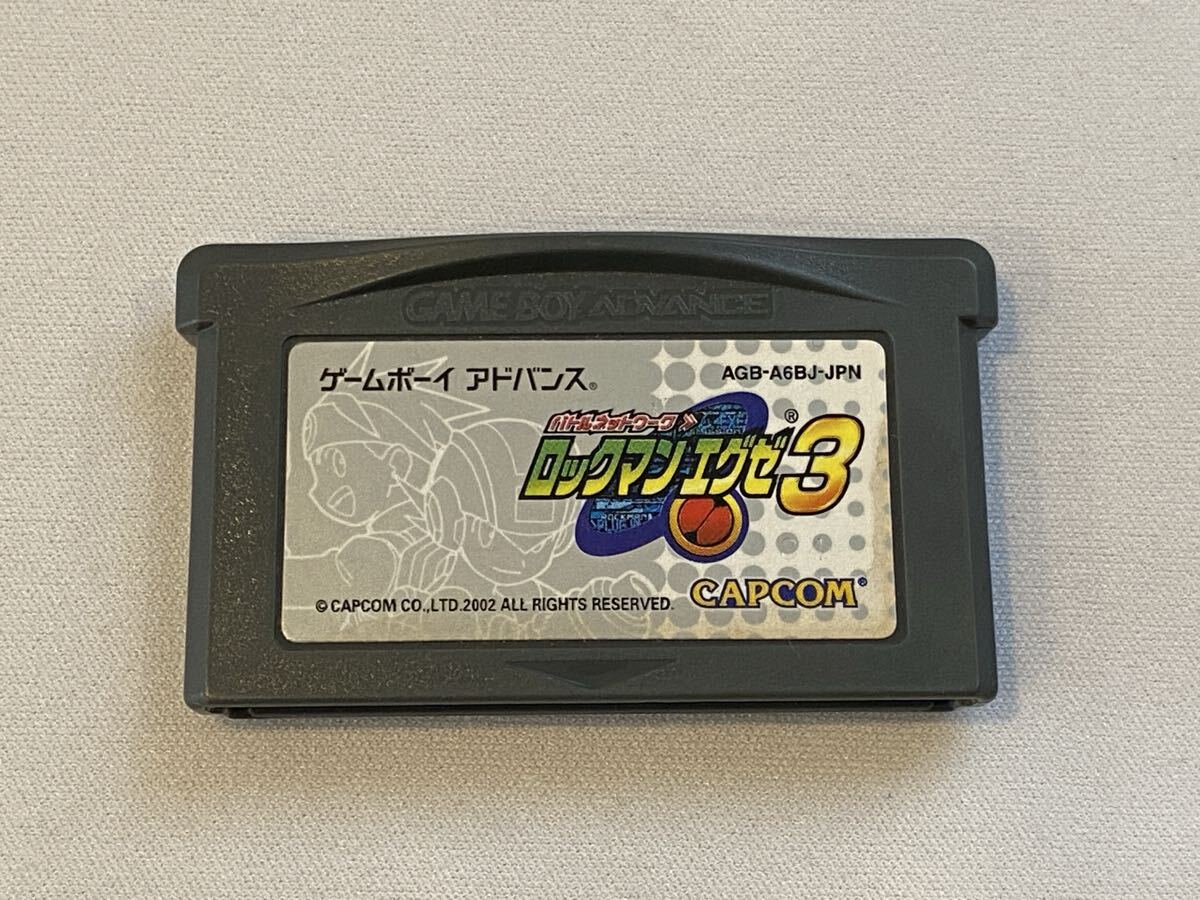 GAME BOY ADVANCE
ゲームボーイ アドバンス®
AGB-A6BJ-JPN
バトルネットワーク
ロックマンエグゼ3®
© CAPCOM CO.,LTD.2002 ALL RIGHTS RESERVED.
CAPCOM®